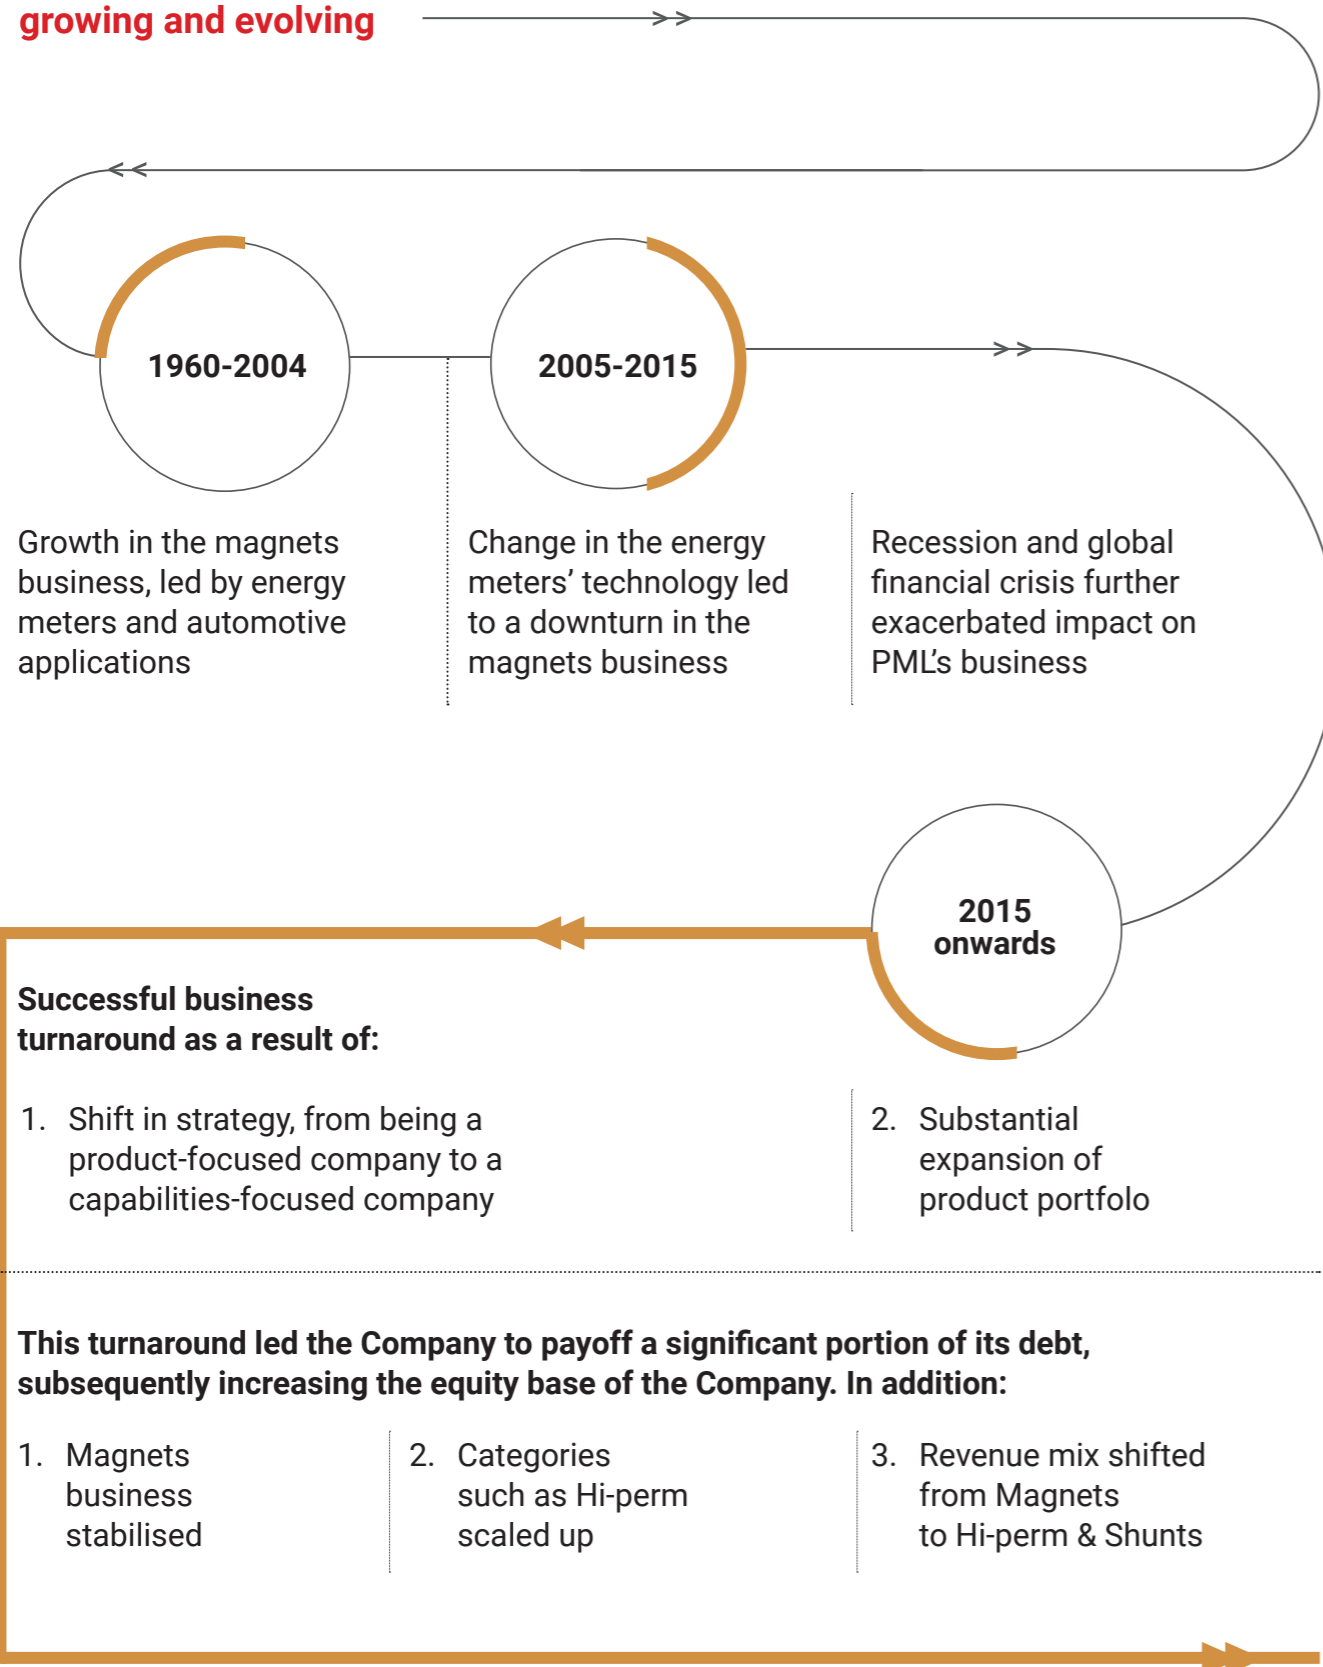 growing and evolving
1960-2004
2005-2015
Growth in the magnets
business, led by energy
meters and automotive
applications
Change in the energy
meters’ technology led
to a downturn in the
magnets business
Recession and global
financial crisis further
exacerbated impact on
PML’s business
2015
onwards
Successful business
turnaround as a result of:
1. Shift in strategy, from being a
product-focused company to a
capabilities-focused company
2. Substantial
expansion of
product portfolo
This turnaround led the Company to payoff a significant portion of its debt,
subsequently increasing the equity base of the Company. In addition:
1. Magnets
business
stabilised
2. Categories
such as Hi-perm
scaled up
3. Revenue mix shifted
from Magnets
to Hi-perm & Shunts